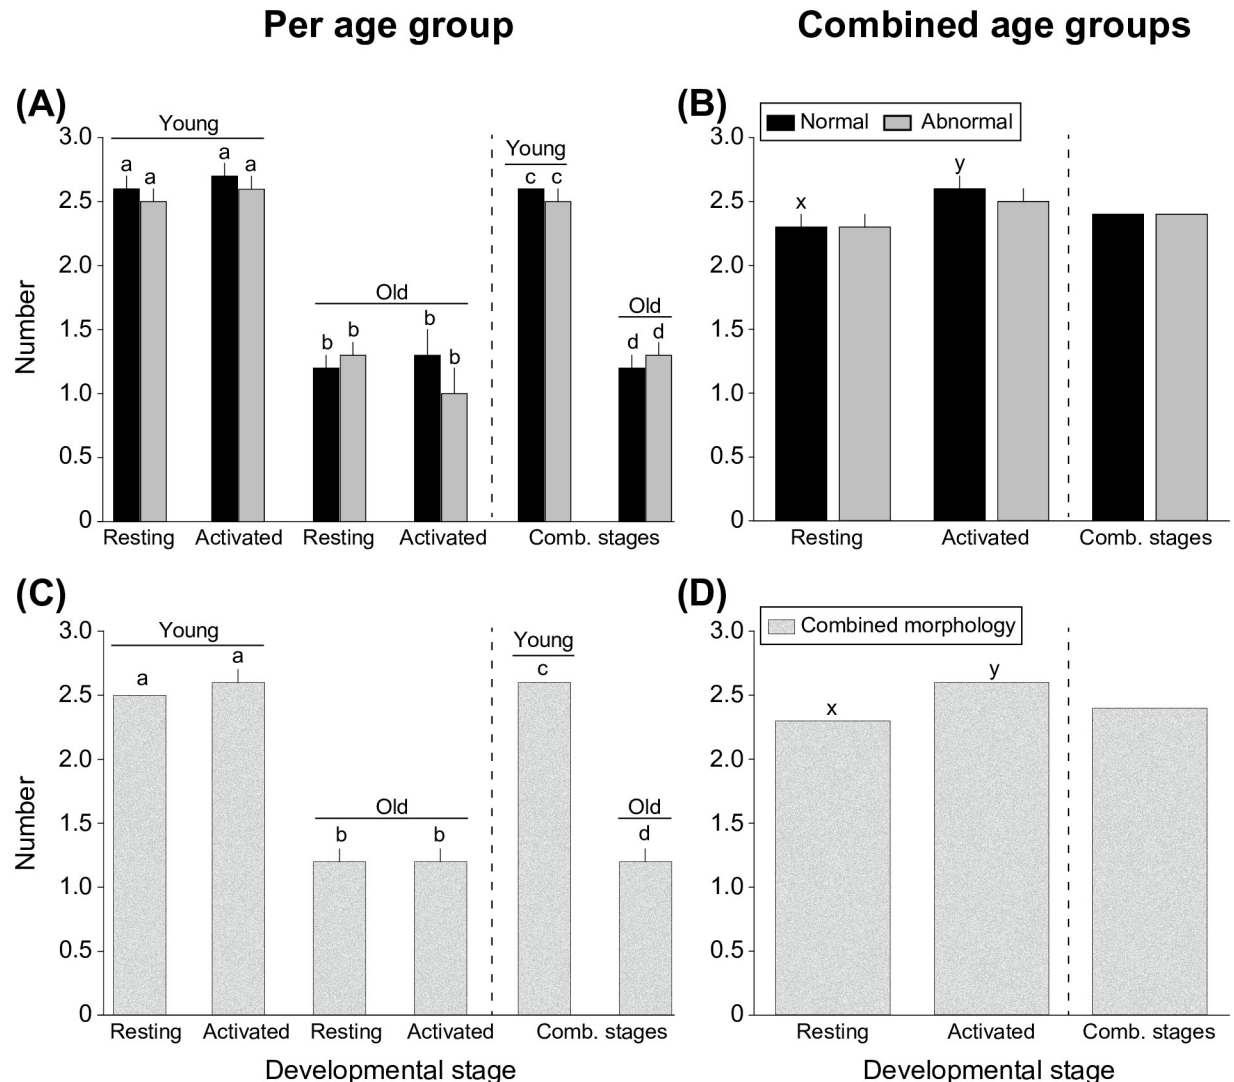 Per age group
Combined age groups
(A)
Young
3.0
2.5
2.0
1.5
1.0
0.5
0
Number
a a a a
Old
b b b b
Young
c c
Old
d d
Resting Activated Resting Activated Comb. stages
(B)
Normal Abnormal
3.0
2.5
2.0
1.5
1.0
0.5
0
x y
Resting Activated Comb. stages
(C)
Young
3.0
2.5
2.0
1.5
1.0
0.5
0
Number
a a
Old
b b
Young
c
Old
d
Resting Activated Resting Activated Comb. stages
Developmental stage
(D)
Combined morphology
3.0
2.5
2.0
1.5
1.0
0.5
0
x y
Resting Activated Comb. stages
Developmental stage